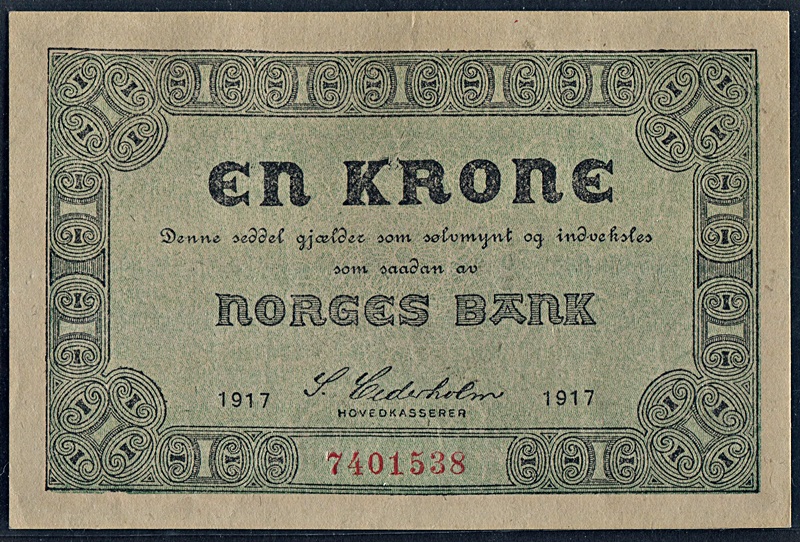 EN KRONE
Denne seddel gjælder som sølvmynt og indveksles
som saadan av
NORGES BANK
1917 S. Cederholm 1917
HOVEDKASSERER
7401538